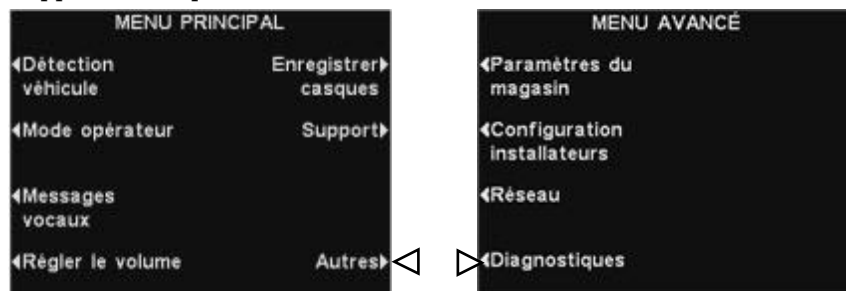 MENU PRINCIPAL
Détection
véhicule
Enregistrer
casques
Mode opérateur
Support
Messages
vocaux
Régler le volume
Autres
MENU AVANCÉ
Paramètres du
magasin
Configuration
installateurs
Réseau
Diagnostiques